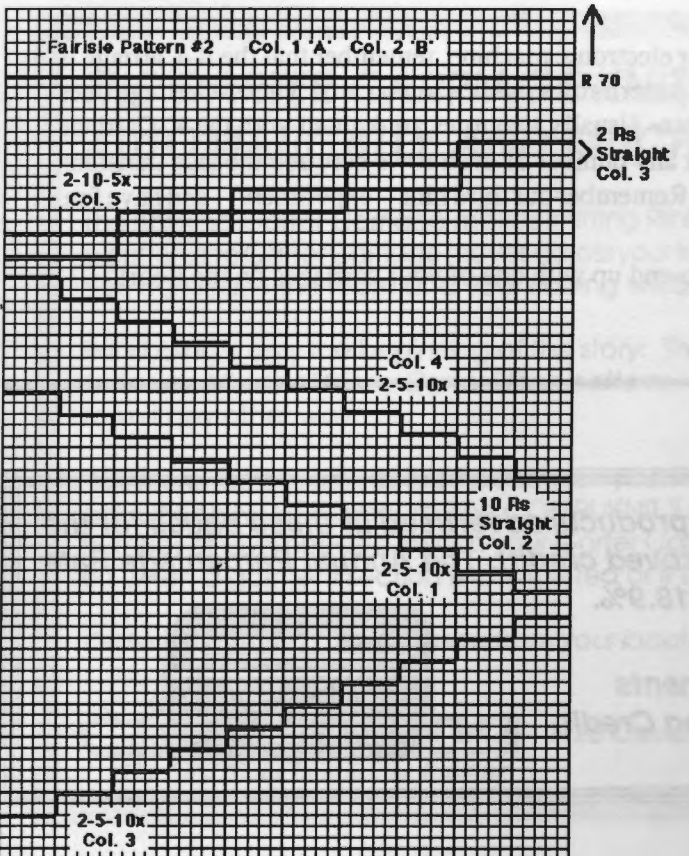 Fairisle Pattern #2 Col. 1 'A' Col. 2 'B'
R 70
2 Rs
Straight
Col. 3
2-10-5x
Col. 5
Col. 4
2-5-10x
10 Rs
Straight
Col. 2
2-5-10x
Col. 1
2-5-10x
Col. 3